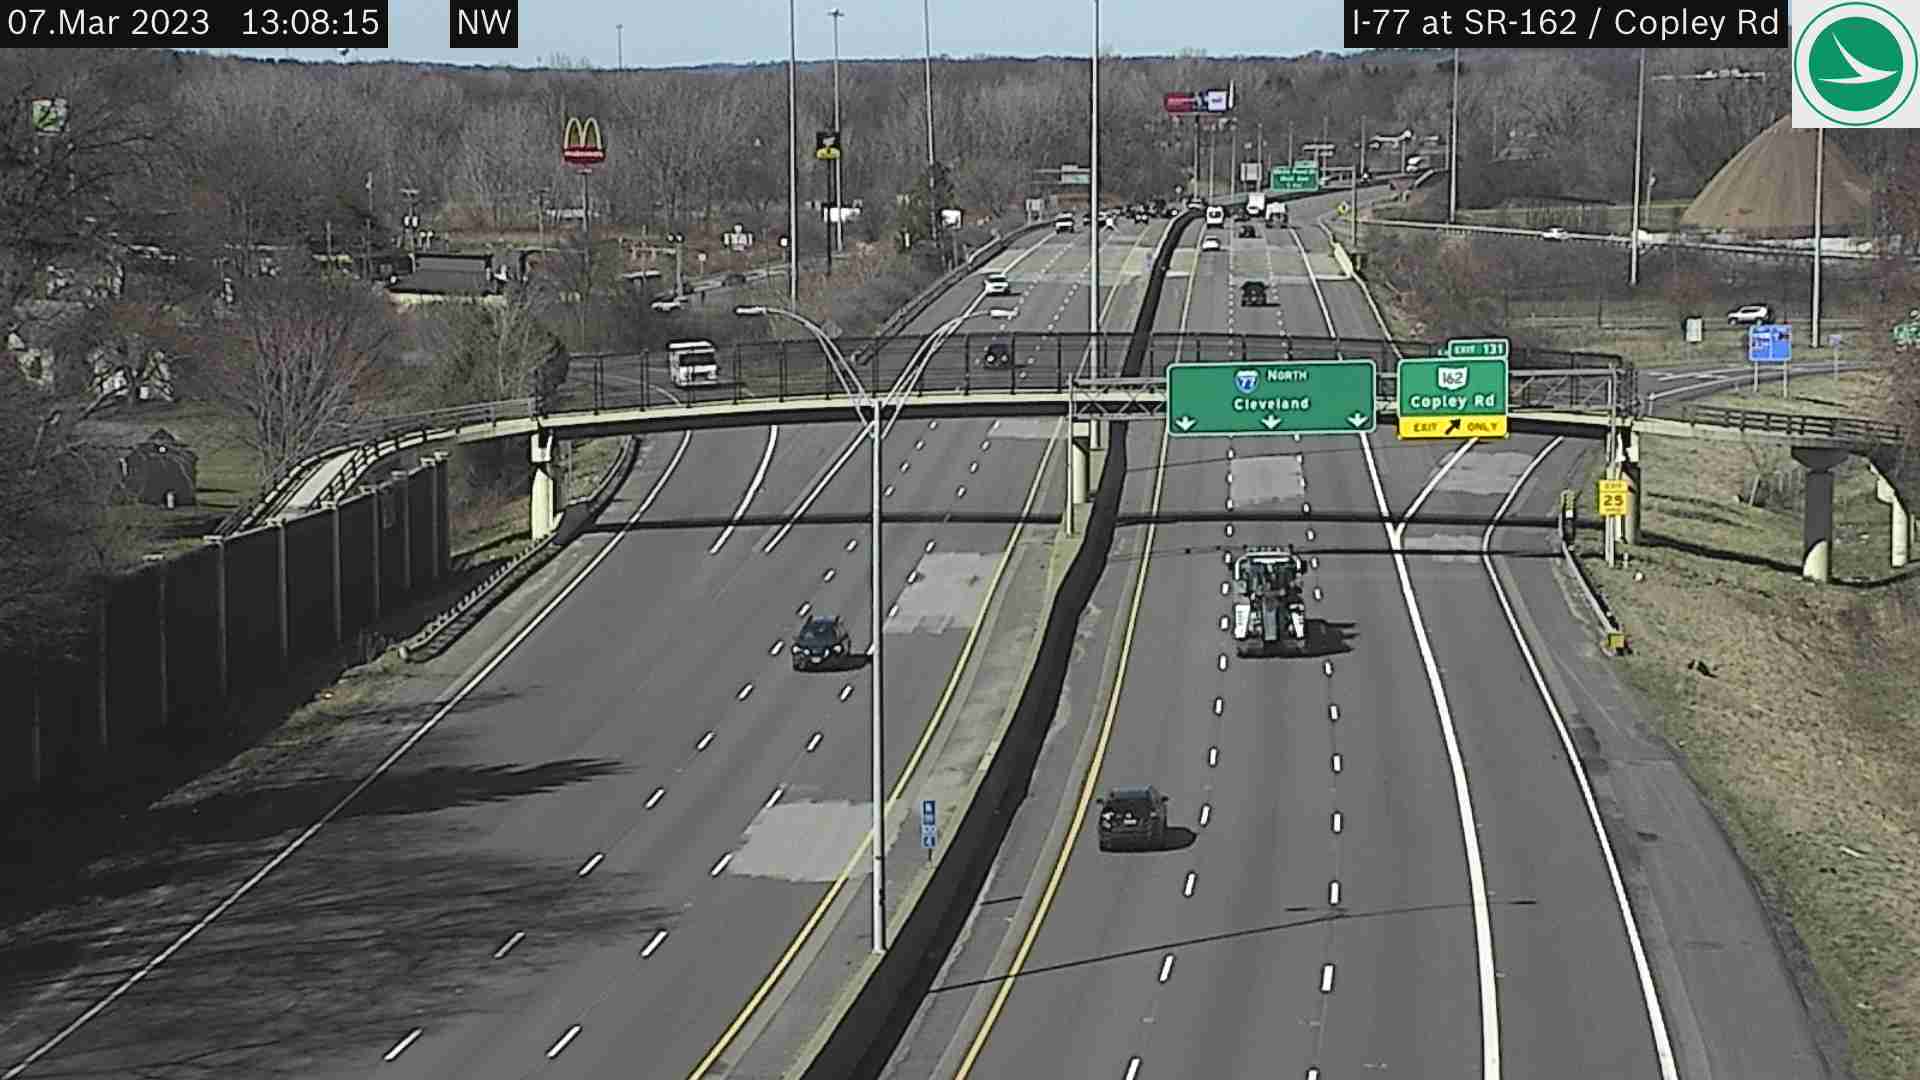 07.Mar 2023 13:08:15
NW
I-77 at SR-162 / Copley Rd
McDonald's
EXIT 131
77 NORTH
Cleveland
162
Copley Rd
EXIT ONLY
EXIT
25